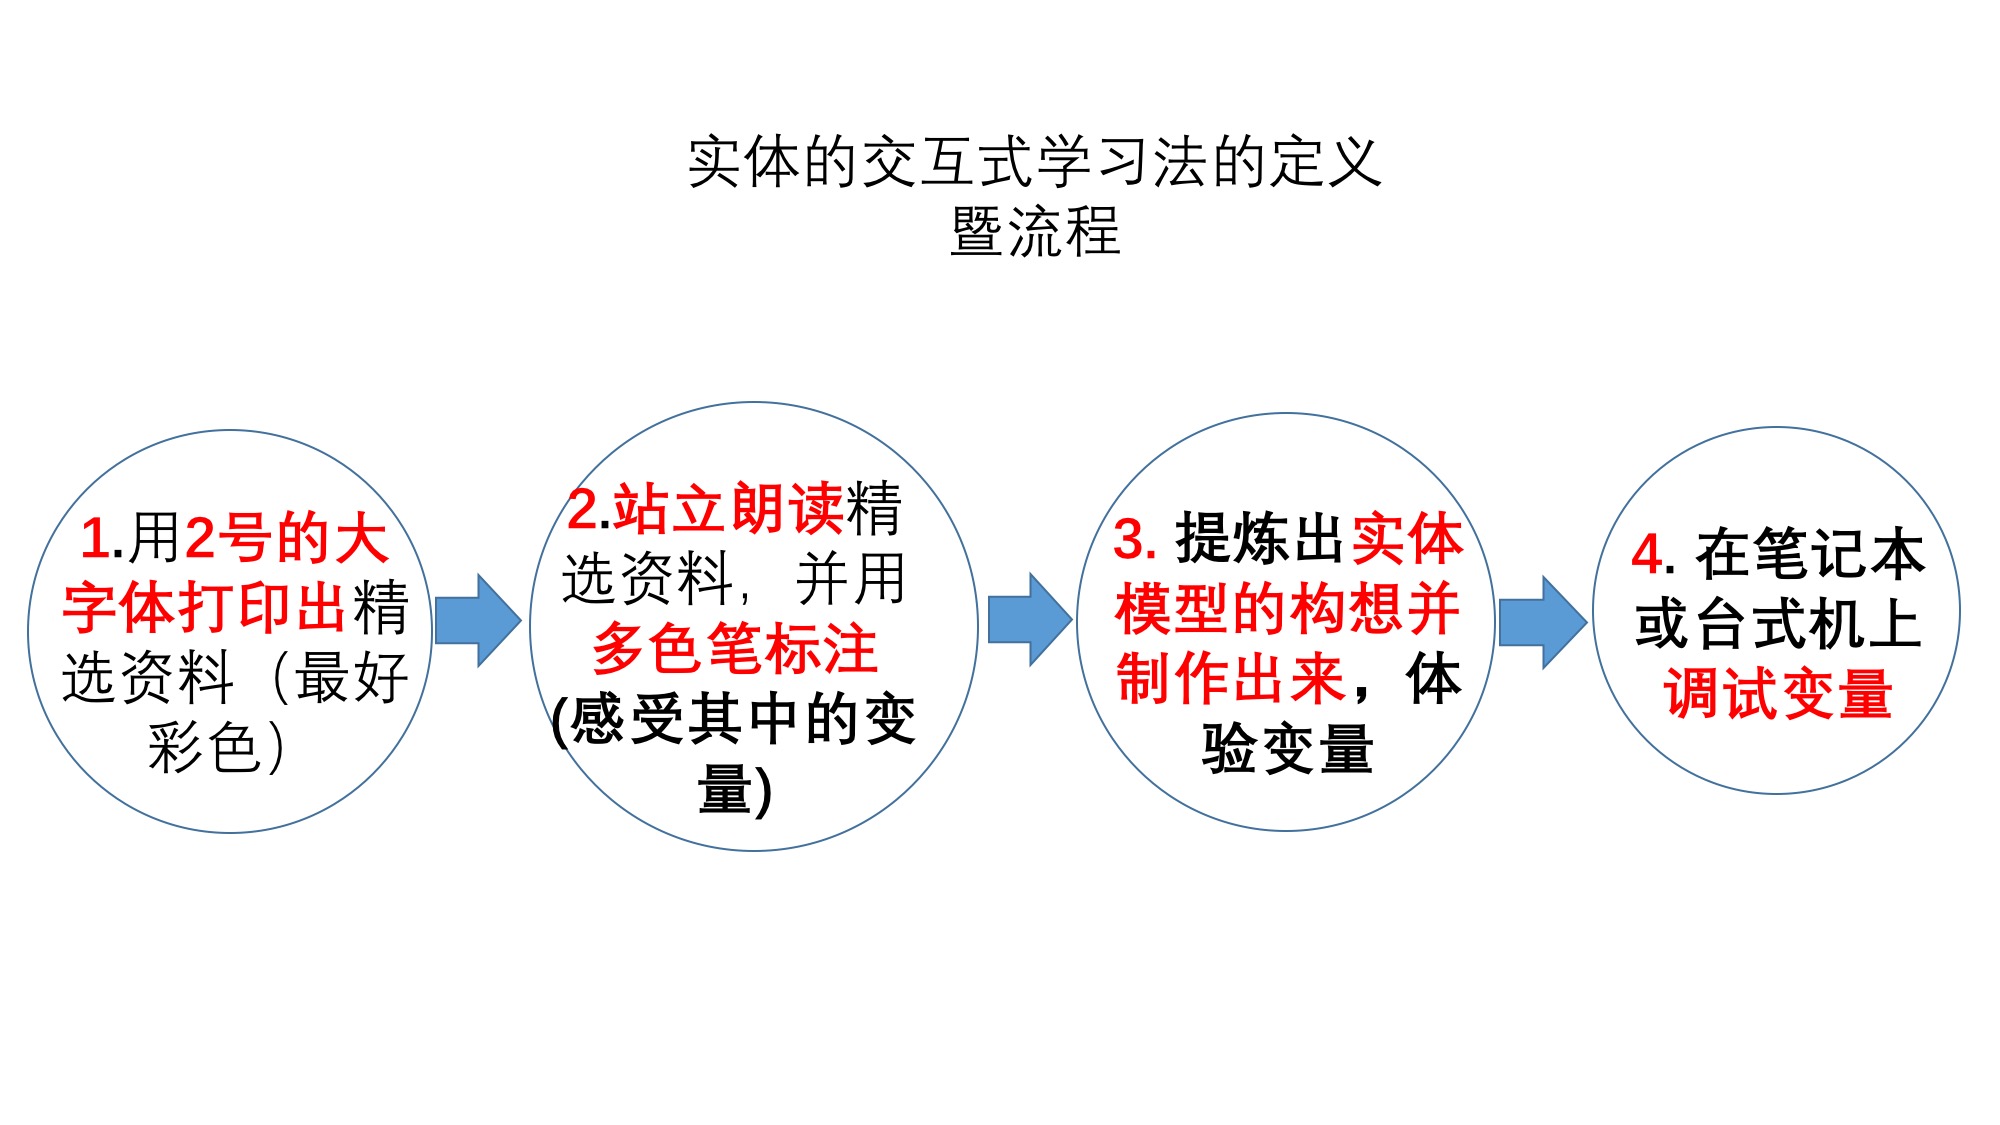 实体的交互式学习法的定义
暨流程
1.用2号的大
字体打印出精
选资料（最好
彩色）
2.站立朗读精
选资料，并用
多色笔标注
(感受其中的变
量)
3. 提炼出实体
模型的构想并
制作出来，体
验变量
4. 在笔记本
或台式机上
调试变量